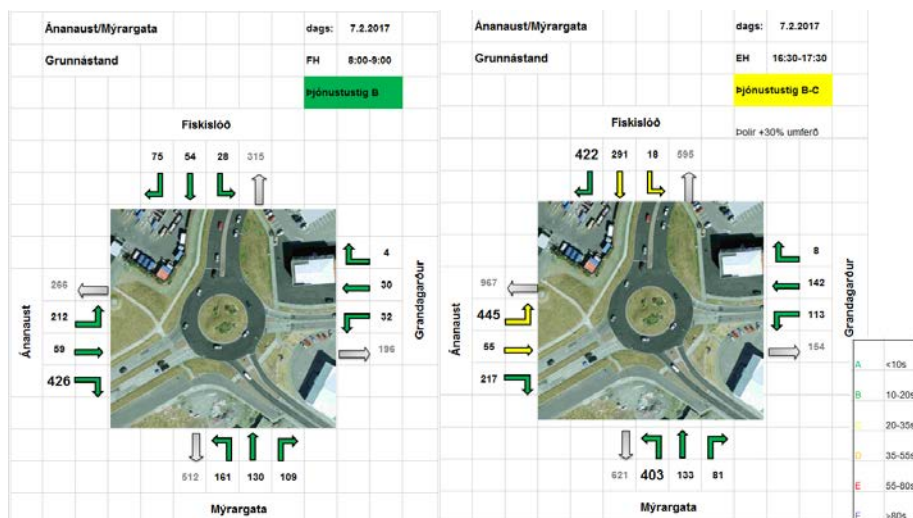 Ánanaust/Mýrargata dags: 7.2.2017
Grunnástand FH 8:00-9:00
Þjónustustig B
Fiskislóð
75 54 28 315
4
266 30
212 32
59 196
426
Ánanaust
Grandagarður
512 161 130 109
Mýrargata
Ánanaust/Mýrargata dags: 7.2.2017
Grunnástand EH 16:30-17:30
Þjónustustig B-C
Fiskislóð
Þolir +30% umferð
422 291 18 595
8
967 142
445 113
55 154
217
Ánanaust
Grandagarður
621 403 133 81
Mýrargata
A <10s
B 10-20s
C 20-35s
D 35-55s
E 55-80s
F >80s